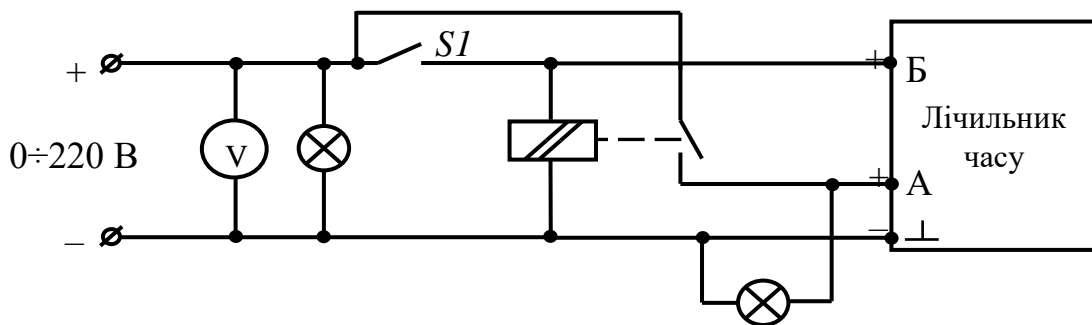 S1
+
+
Б
Лічильник
часу
0÷220 В
V
+
А
–
–
⊥